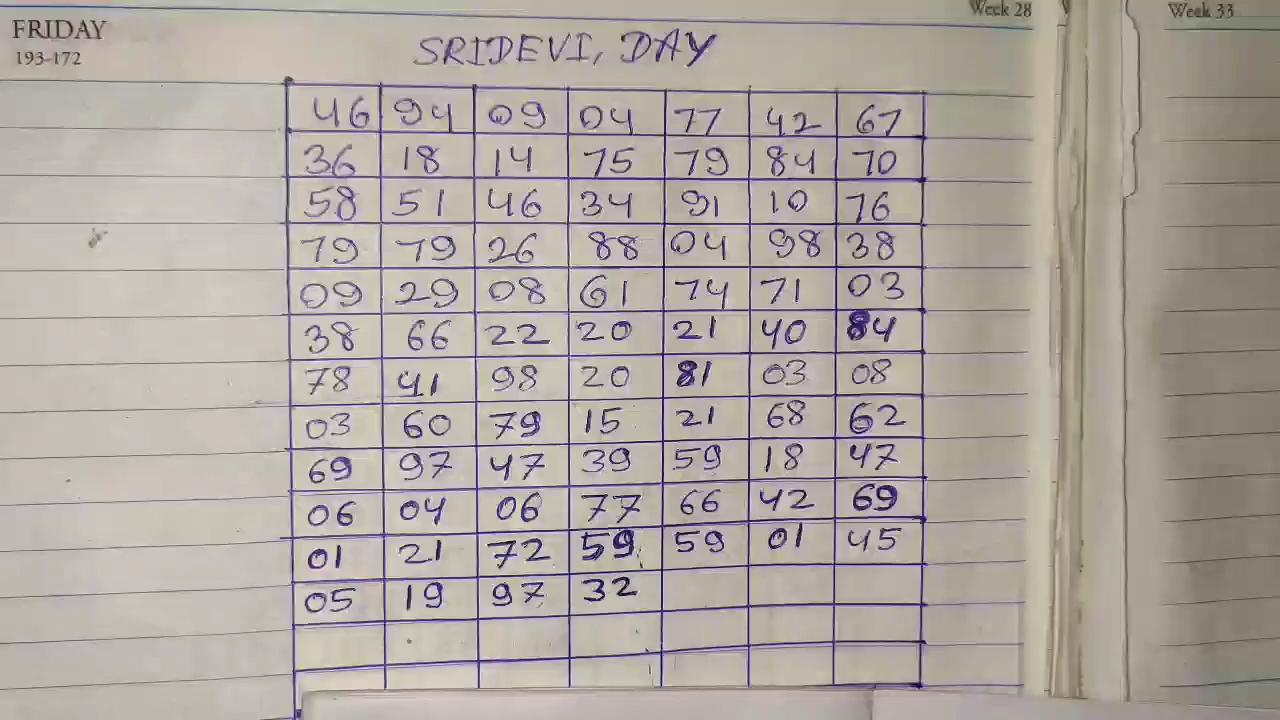 Week 28
Week 33
FRIDAY
193-172
SRIDEVI, DAY
46 94 09 04 77 42 67
36 18 14 75 79 84 70
58 51 46 34 91 10 76
79 79 26 88 04 98 38
09 29 08 61 74 71 03
38 66 22 20 21 40 84
78 41 98 20 81 03 08
03 60 79 15 21 68 62
69 97 47 39 59 18 47
06 04 06 77 66 42 69
01 21 72 59 59 01 45
05 19 97 32